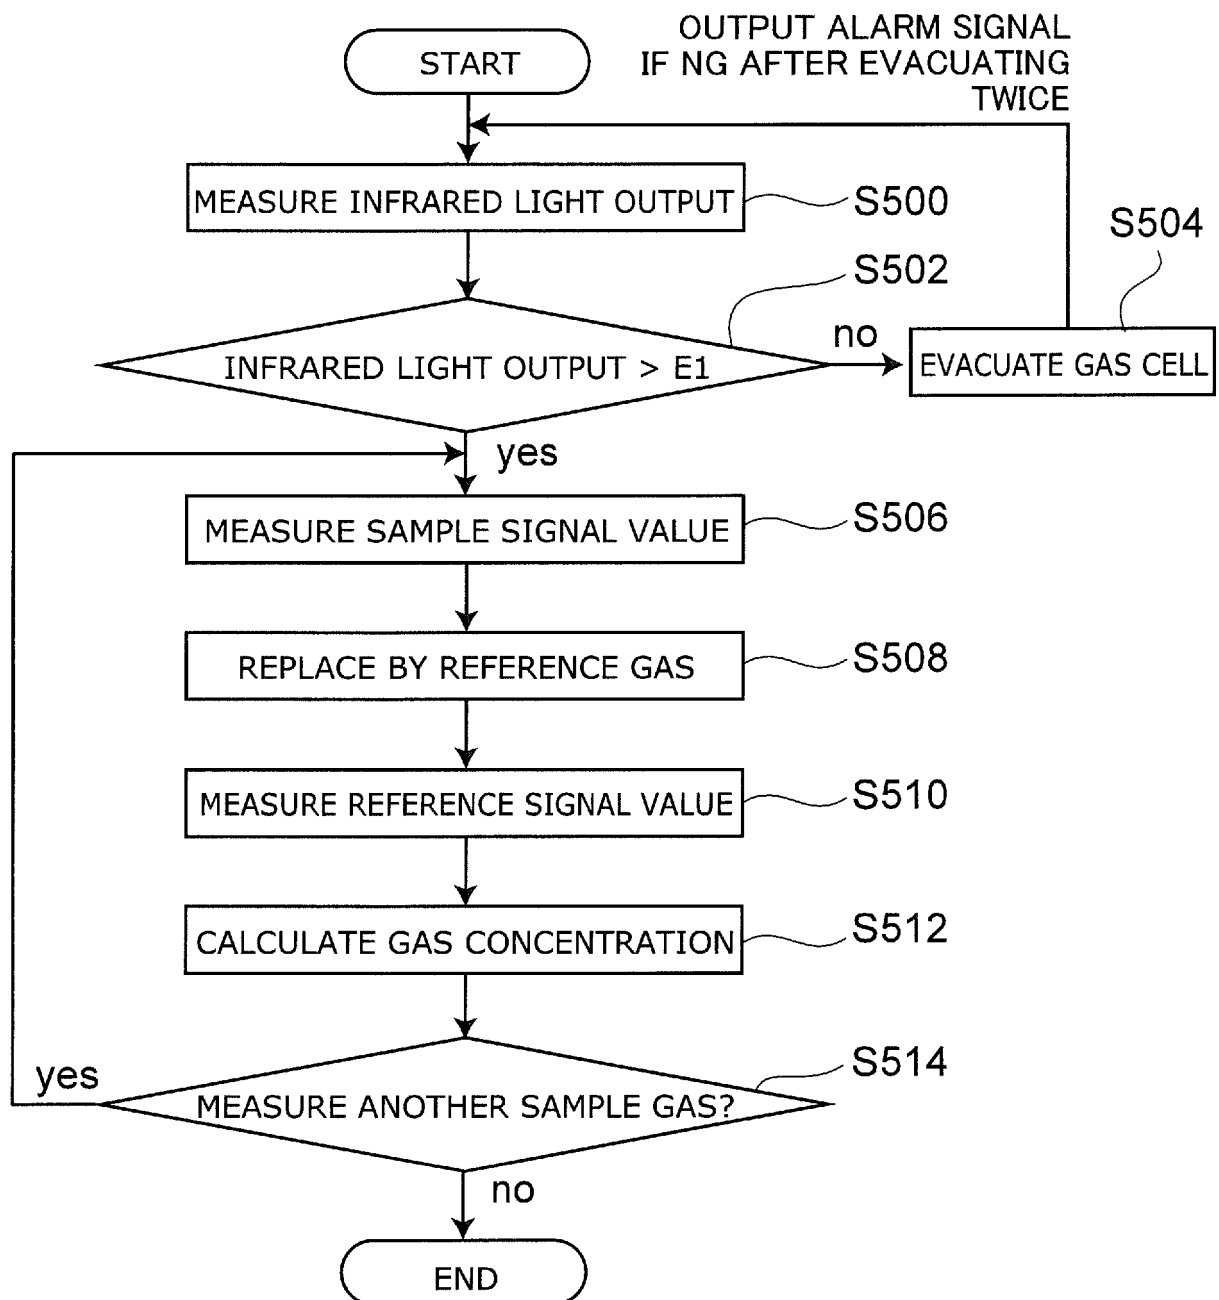 OUTPUT ALARM SIGNAL
IF NG AFTER EVACUATING
TWICE
START
MEASURE INFRARED LIGHT OUTPUT
S500
S504
S502
INFRARED LIGHT OUTPUT > E1
no
EVACUATE GAS CELL
yes
MEASURE SAMPLE SIGNAL VALUE
S506
REPLACE BY REFERENCE GAS
S508
MEASURE REFERENCE SIGNAL VALUE
S510
CALCULATE GAS CONCENTRATION
S512
S514
yes
MEASURE ANOTHER SAMPLE GAS?
no
END